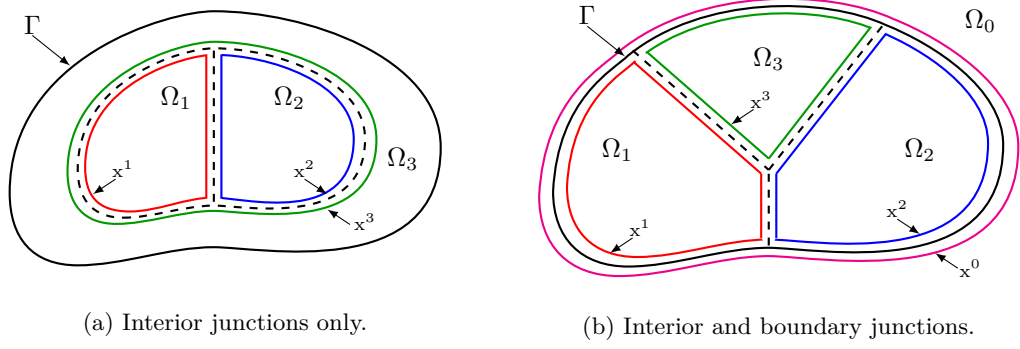 Γ
Ω₁
Ω₂
Ω₃
x¹
x²
x³
(a) Interior junctions only.
Γ
Ω₀
Ω₃
x³
Ω₁
Ω₂
x¹
x²
x⁰
(b) Interior and boundary junctions.